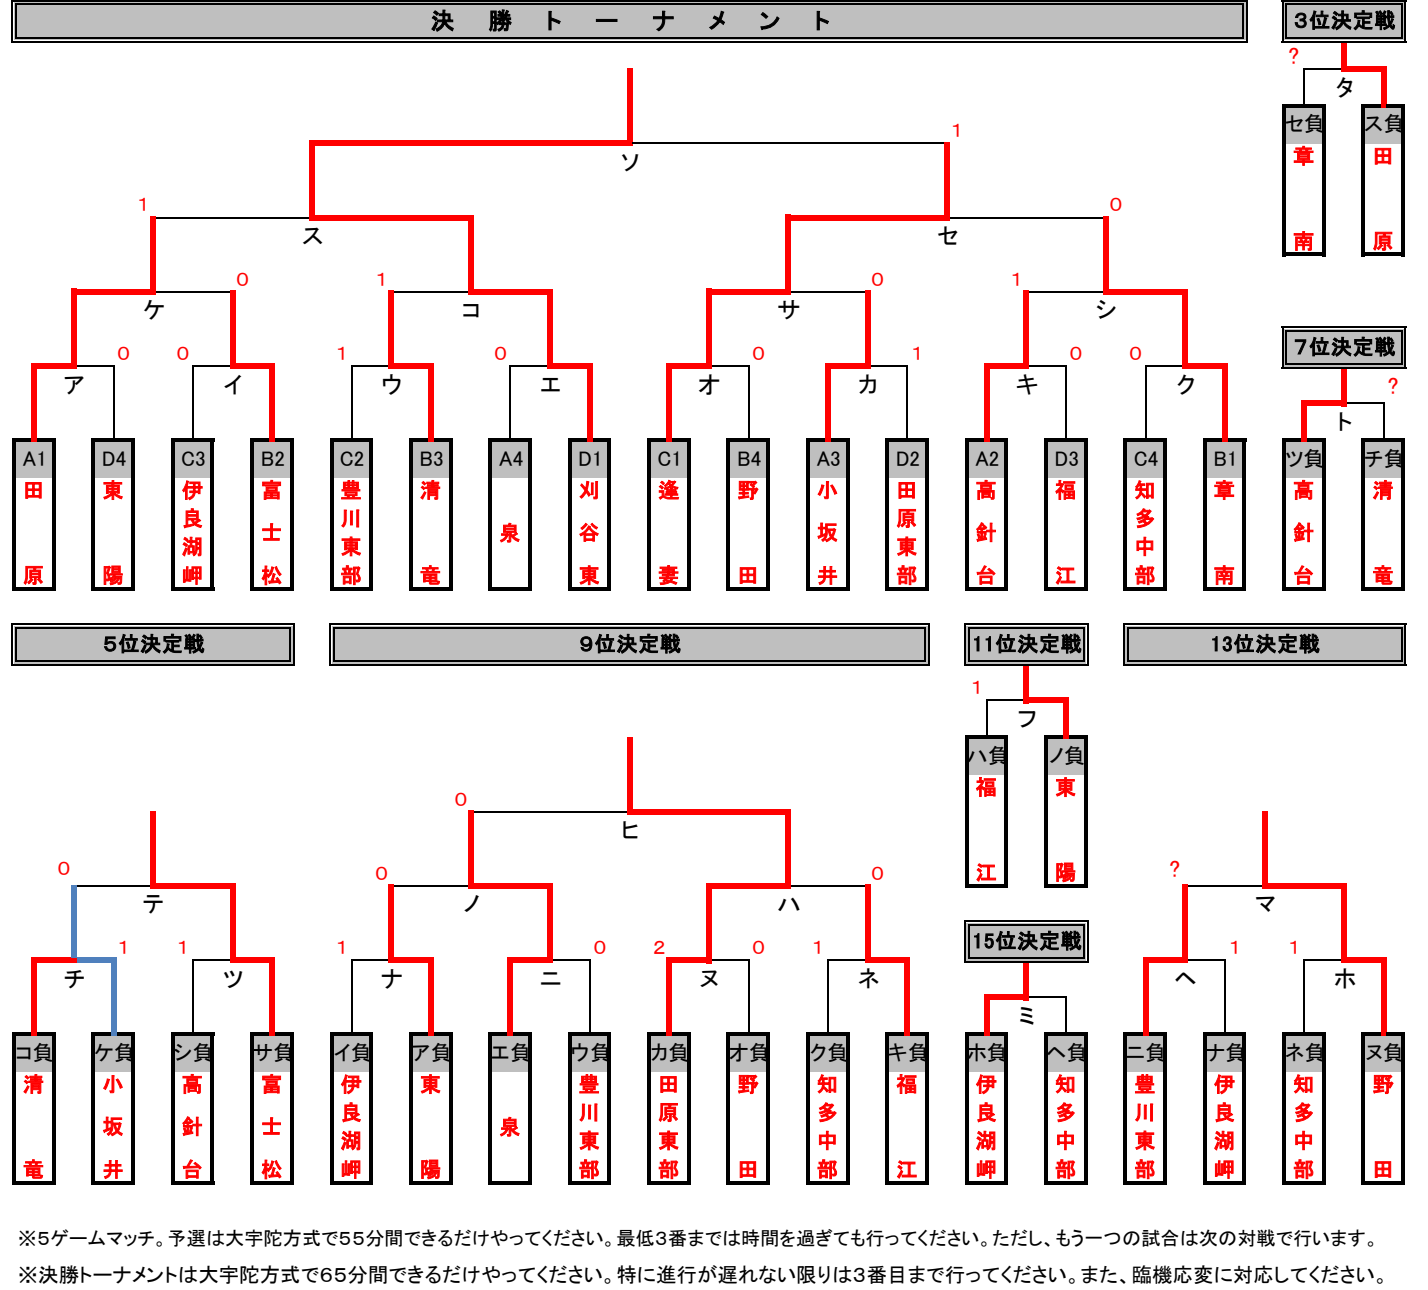 決勝トーナメント
3位決定戦
?
タ
セ負 ス負
章南 田原
1
ソ
1 0
ス セ
0 1 0 1
ケ コ サ シ
0 0 1 0 0 1 0 0
ア イ ウ エ オ カ キ ク
A1 D4 C3 B2 C2 B3 A4 D1 C1 B4 A3 D2 A2 D3 C4 B1
田原 東陽 伊良湖岬 富士松 豊川東部 清竜 泉 刈谷東 逢妻 野田 小坂井 田原東部 高針台 福江 知多中部 章南
7位決定戦
?
ト
ツ負 チ負
高針台 清竜
5位決定戦
0
テ
1 1
チ ツ
コ負 ケ負 シ負 サ負
清竜 小坂井 高針台 富士松
9位決定戦
0
ヒ
0 0
ノ ハ
1 0 2 0 1
ナ ニ ヌ ネ
イ負 ア負 エ負 ウ負 カ負 オ負 ク負 キ負
伊良湖岬 東陽 泉 豊川東部 田原東部 野田 知多中部 福江
11位決定戦
1
フ
ハ負 ノ負
福江 東陽
15位決定戦
ミ
ホ負 ヘ負
伊良湖岬 知多中部
13位決定戦
?
マ
1 1
ヘ ホ
ニ負 ナ負 ネ負 ヌ負
豊川東部 伊良湖岬 知多中部 野田
※5ゲームマッチ。予選は大宇陀方式で55分間できるだけやってください。最低3番までは時間を過ぎても行ってください。ただし、もう一つの試合は次の対戦で行います。
※決勝トーナメントは大宇陀方式で65分間できるだけやってください。特に進行が遅れない限りは3番目まで行ってください。また、臨機応変に対応してください。